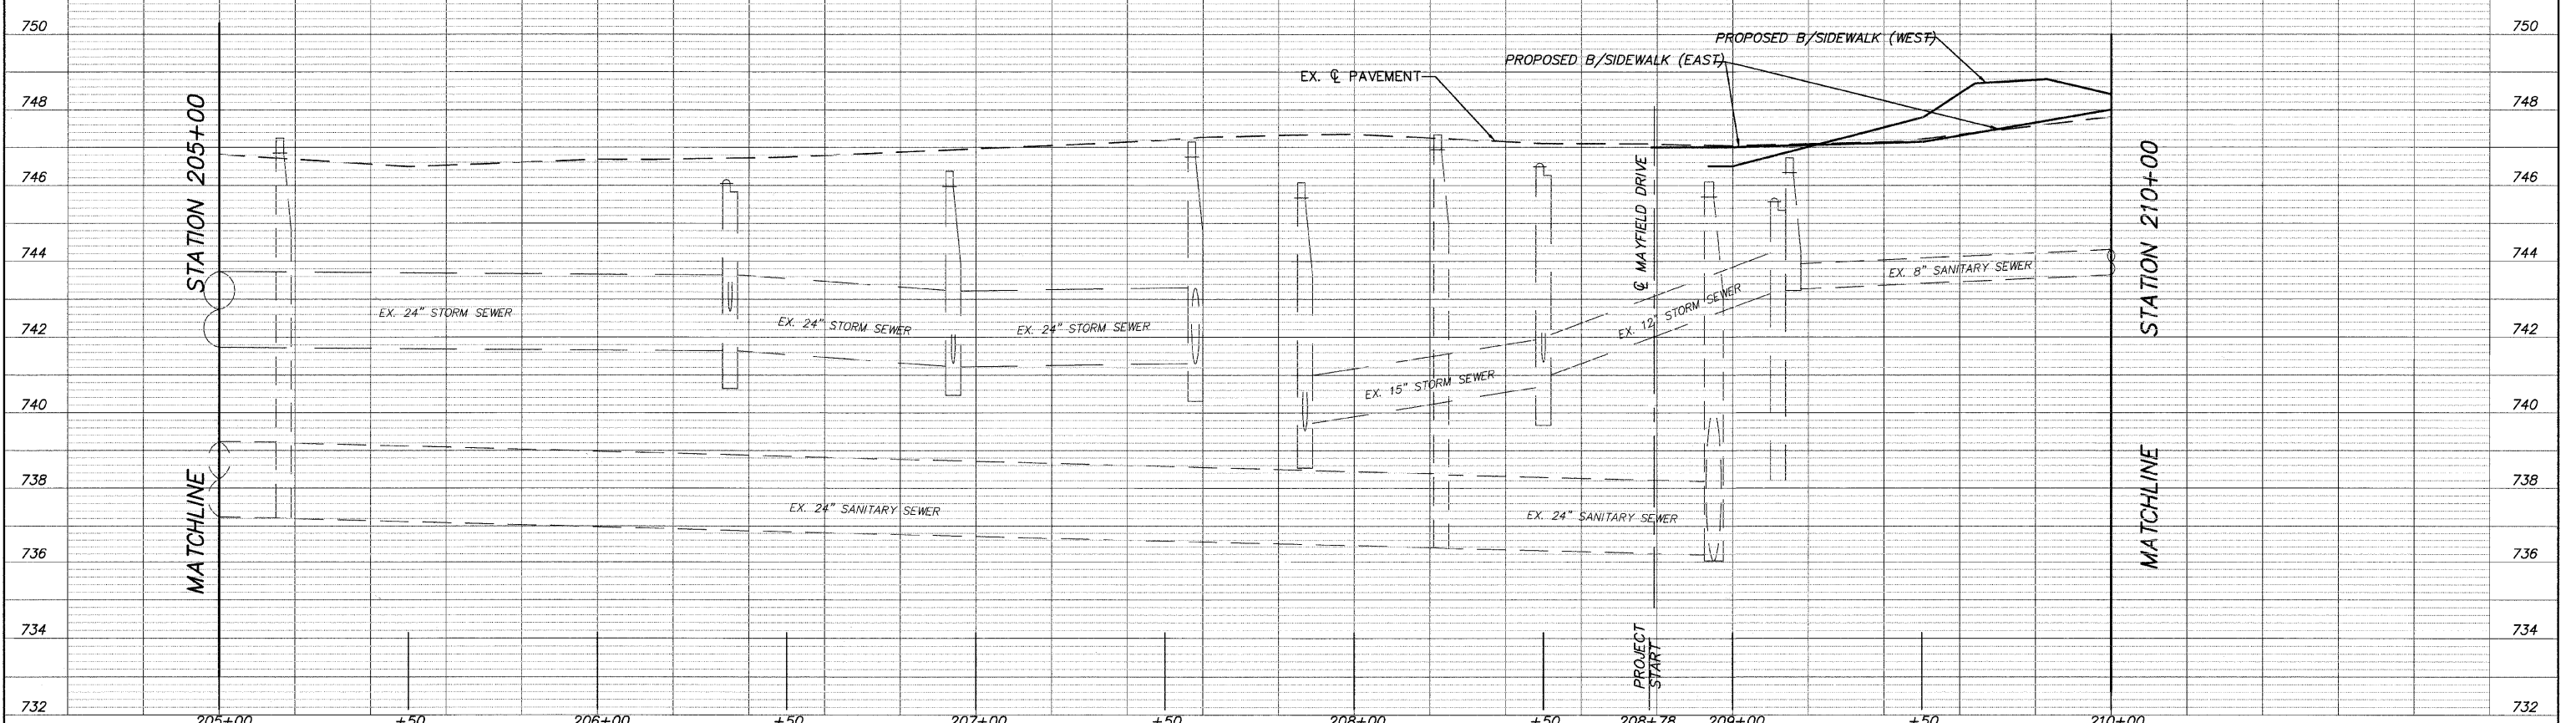 750
750
PROPOSED B/SIDEWALK (WEST)
PROPOSED B/SIDEWALK (EAST)
EX. ℄ PAVEMENT
748
748
STATION 205+00
746
746
℄ MAYFIELD DRIVE
STATION 210+00
744
744
EX. 8" SANITARY SEWER
EX. 24" STORM SEWER
EX. 24" STORM SEWER
EX. 24" STORM SEWER
EX. 12" STORM SEWER
742
742
EX. 15" STORM SEWER
740
740
738
738
MATCHLINE
EX. 24" SANITARY SEWER
EX. 24" SANITARY SEWER
MATCHLINE
736
736
734
734
PROJECT
START
732
732
205+00
+50
206+00
+50
207+00
+50
208+00
+50
208+78
209+00
+50
210+00